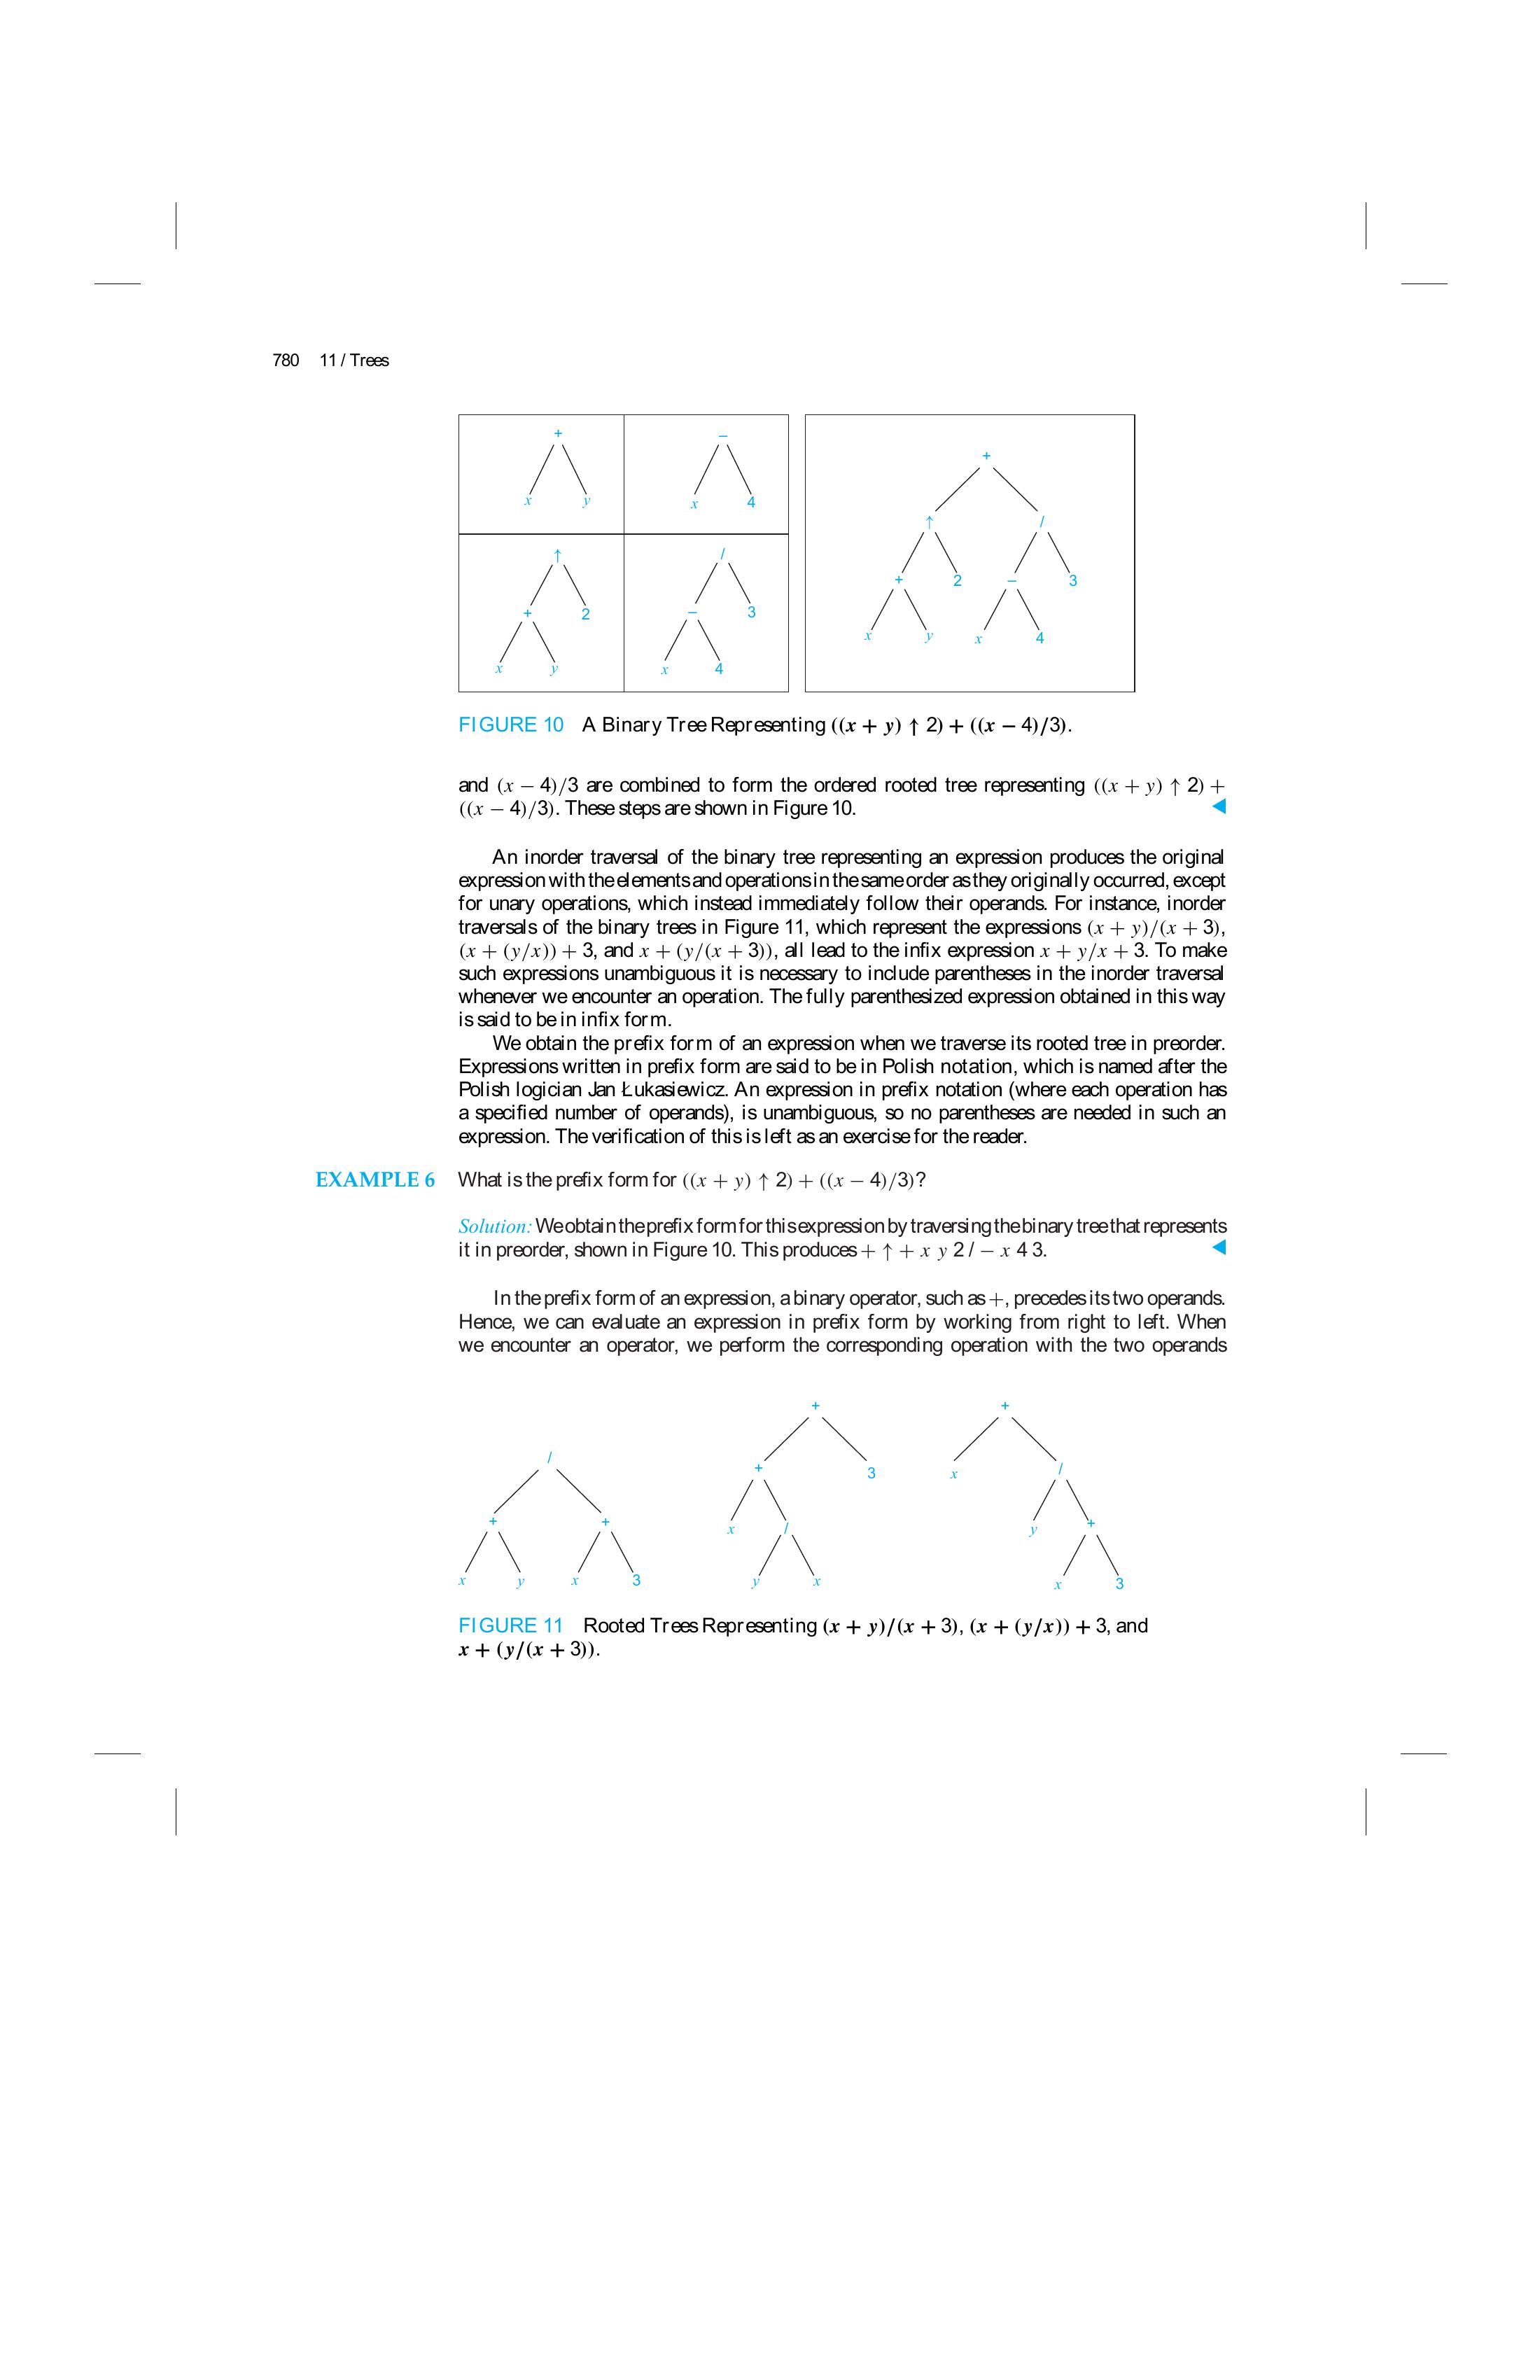 780 11 / Trees
+
x y
–
x 4
↑
+ 2
x y
/
– 3
x 4
+
↑ /
+ 2 – 3
x y x 4
FIGURE 10 A Binary Tree Representing ((x + y) ↑ 2) + ((x − 4)/3).
and (x − 4)/3 are combined to form the ordered rooted tree representing ((x + y) ↑ 2) +
((x − 4)/3). These steps are shown in Figure 10.
An inorder traversal of the binary tree representing an expression produces the original
expression with the elements and operations in the same order as they originally occurred, except
for unary operations, which instead immediately follow their operands. For instance, inorder
traversals of the binary trees in Figure 11, which represent the expressions (x + y)/(x + 3),
(x + (y/x)) + 3, and x + (y/(x + 3)), all lead to the infix expression x + y/x + 3. To make
such expressions unambiguous it is necessary to include parentheses in the inorder traversal
whenever we encounter an operation. The fully parenthesized expression obtained in this way
is said to be in infix form.
We obtain the prefix form of an expression when we traverse its rooted tree in preorder.
Expressions written in prefix form are said to be in Polish notation, which is named after the
Polish logician Jan Łukasiewicz. An expression in prefix notation (where each operation has
a specified number of operands), is unambiguous, so no parentheses are needed in such an
expression. The verification of this is left as an exercise for the reader.
EXAMPLE 6 What is the prefix form for ((x + y) ↑ 2) + ((x − 4)/3)?
Solution: We obtain the prefix form for this expression by traversing the binary tree that represents
it in preorder, shown in Figure 10. This produces + ↑ + x y 2 / − x 4 3.
In the prefix form of an expression, a binary operator, such as +, precedes its two operands.
Hence, we can evaluate an expression in prefix form by working from right to left. When
we encounter an operator, we perform the corresponding operation with the two operands
/
+ +
x y x 3
+
+ 3
x /
y x
+
x /
y +
x 3
FIGURE 11 Rooted Trees Representing (x + y)/(x + 3), (x + (y/x)) + 3, and
x + (y/(x + 3)).